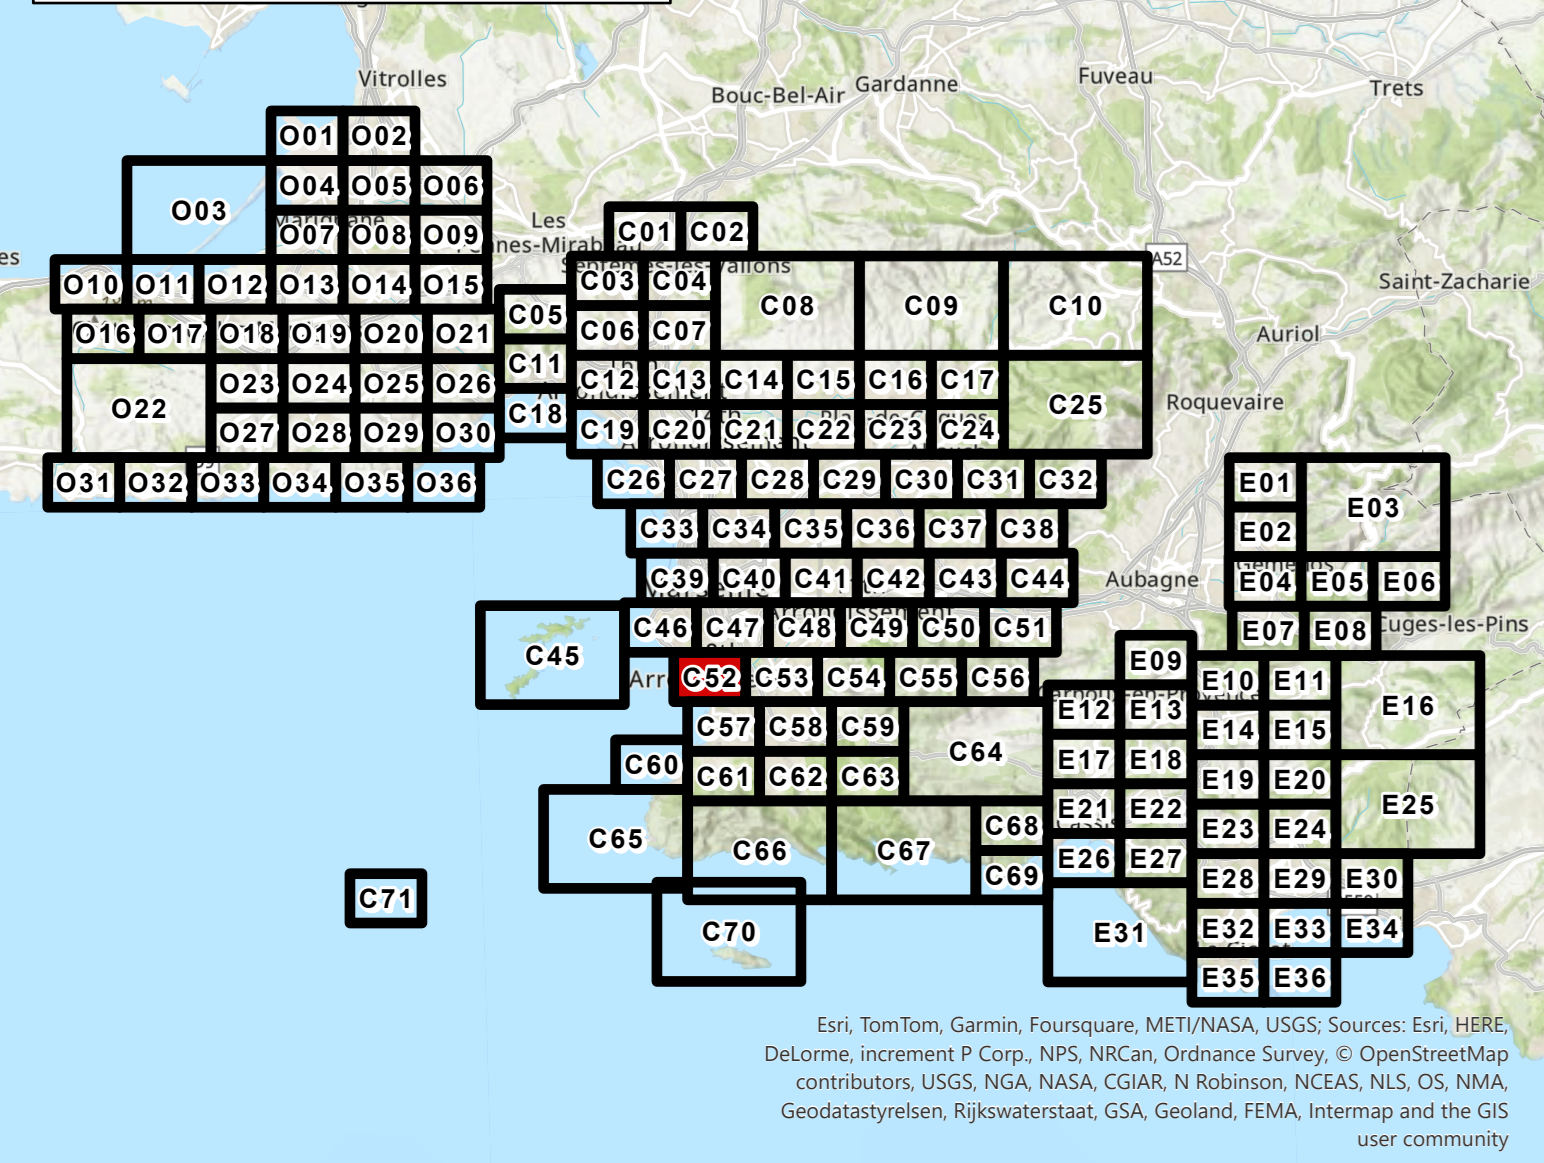 Vitrolles
Bouc-Bel-Air
Gardanne
Fuveau
Trets
O01 O02
O04 O05 O06
O03
Les
O07 O08 O09
C01 C02
A52
es
O10 O11 O12 O13 O14 O15
C03 C04
Saint-Zacharie
C05
C08 C09 C10
O16 O17 O18 O19 O20 O21
C06 C07
Auriol
C11
O23 O24 O25 O26
C12 C13 C14 C15 C16 C17
O22
C25
Roquevaire
C18
O27 O28 O29 O30
C19 C20 C21 C22 C23 C24
O31 O32 O33 O34 O35 O36
C26 C27 C28 C29 C30 C31 C32
E01
E03
C33 C34 C35 C36 C37 C38
E02
C39 C40 C41 C42 C43 C44
Aubagne
E04 E05 E06
C46 C47 C48 C49 C50 C51
E07 E08
Cuges-les-Pins
C45
E09
C52 C53 C54 C55 C56
E10 E11
E16
E12 E13
C57 C58 C59
E14 E15
C64
C60
E17 E18
C61 C62 C63
E19 E20
E25
E21 E22
C65
C68
E23 E24
C66 C67
E26 E27
C69
E28 E29 E30
C71
C70
E31
E32 E33 E34
E35 E36
Esri, TomTom, Garmin, Foursquare, METI/NASA, USGS; Sources: Esri, HERE,
DeLorme, increment P Corp., NPS, NRCan, Ordnance Survey, © OpenStreetMap
contributors, USGS, NGA, NASA, CGIAR, N Robinson, NCEAS, NLS, OS, NMA,
Geodatastyrelsen, Rijkswaterstaat, GSA, Geoland, FEMA, Intermap and the GIS
user community